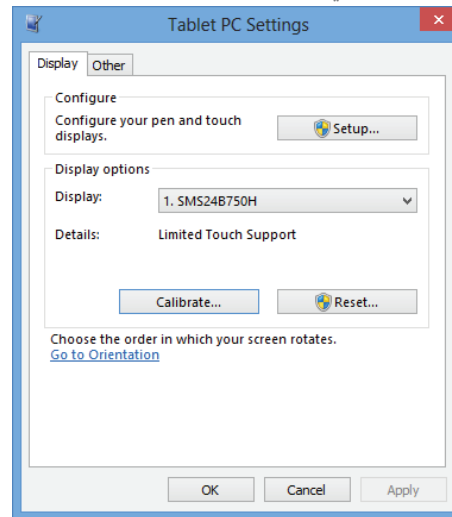 Tablet PC Settings
Display Other
Configure
Configure your pen and touch
displays.
Setup...
Display options
Display: 1. SMS24B750H
Details: Limited Touch Support
Calibrate... Reset...
Choose the order in which your screen rotates.
Go to Orientation
OK Cancel Apply